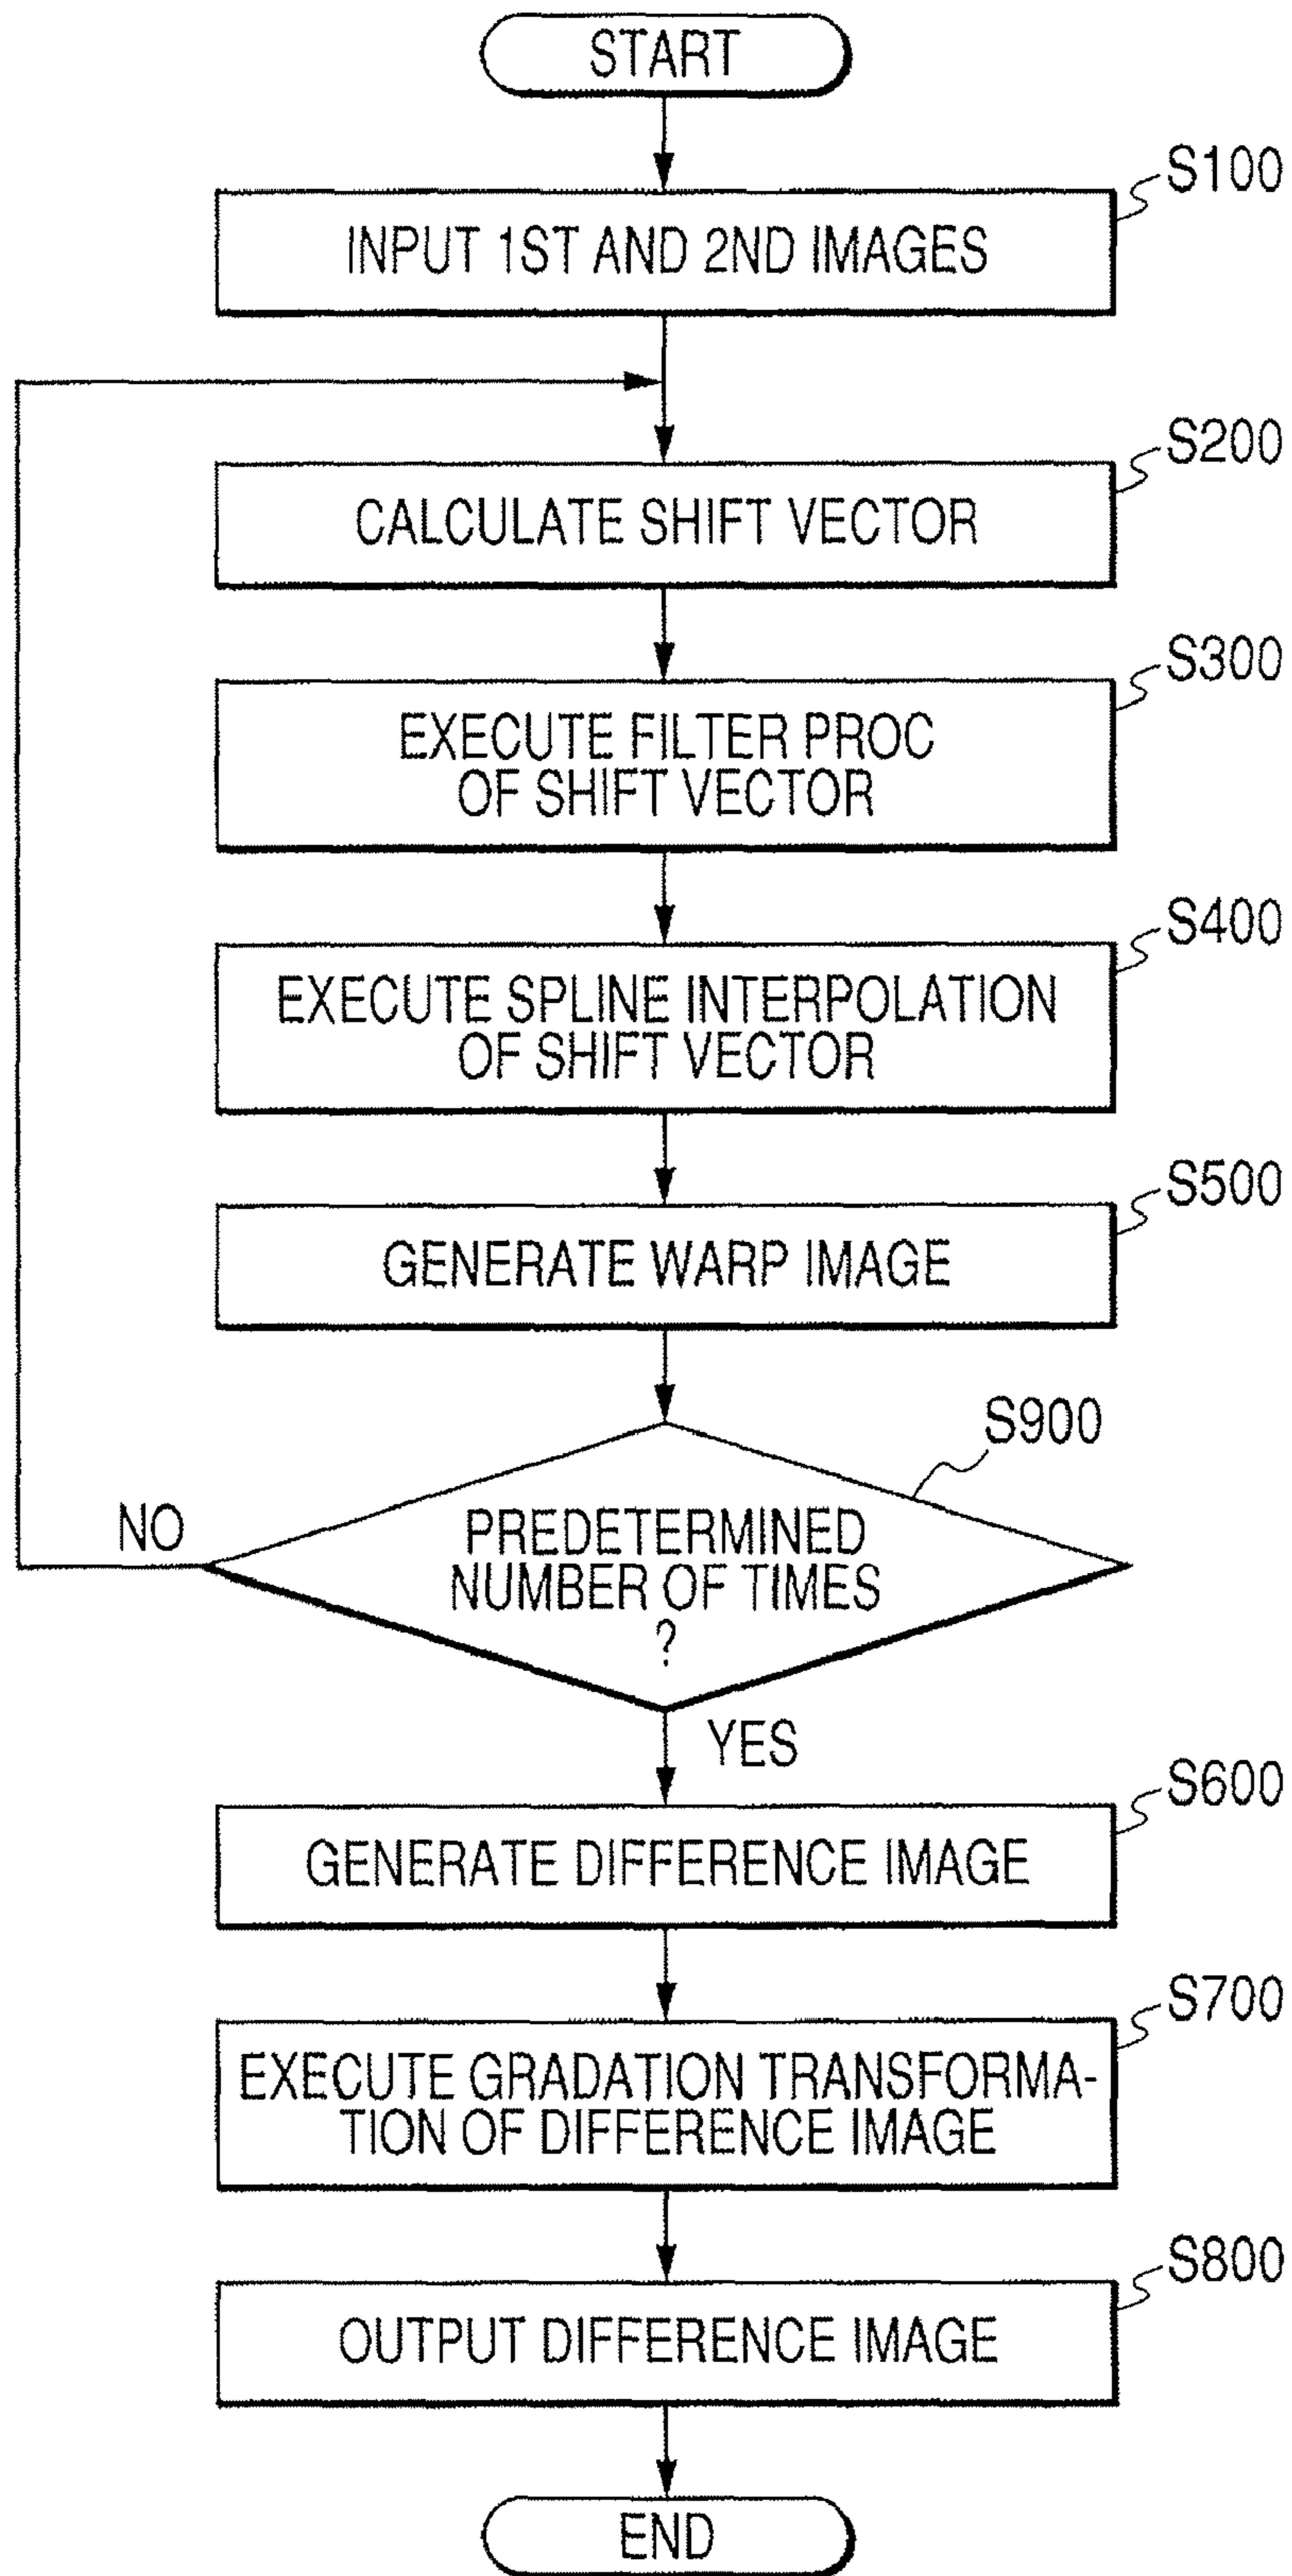 START
S100
INPUT 1ST AND 2ND IMAGES
S200
CALCULATE SHIFT VECTOR
S300
EXECUTE FILTER PROC
OF SHIFT VECTOR
S400
EXECUTE SPLINE INTERPOLATION
OF SHIFT VECTOR
S500
GENERATE WARP IMAGE
S900
NO
PREDETERMINED
NUMBER OF TIMES
?
YES
S600
GENERATE DIFFERENCE IMAGE
S700
EXECUTE GRADATION TRANSFORMA-
TION OF DIFFERENCE IMAGE
S800
OUTPUT DIFFERENCE IMAGE
END